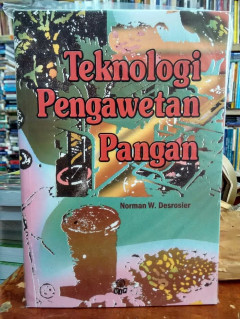 Teknologi
Pengawetan
Pangan
Norman W. Desrosier